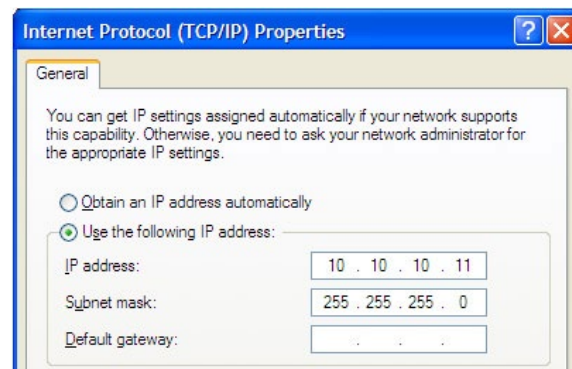 Internet Protocol (TCP/IP) Properties
General
You can get IP settings assigned automatically if your network supports
this capability. Otherwise, you need to ask your network administrator for
the appropriate IP settings.
Obtain an IP address automatically
Use the following IP address:
IP address: 10 . 10 . 10 . 11
Subnet mask: 255 . 255 . 255 . 0
Default gateway: . . .